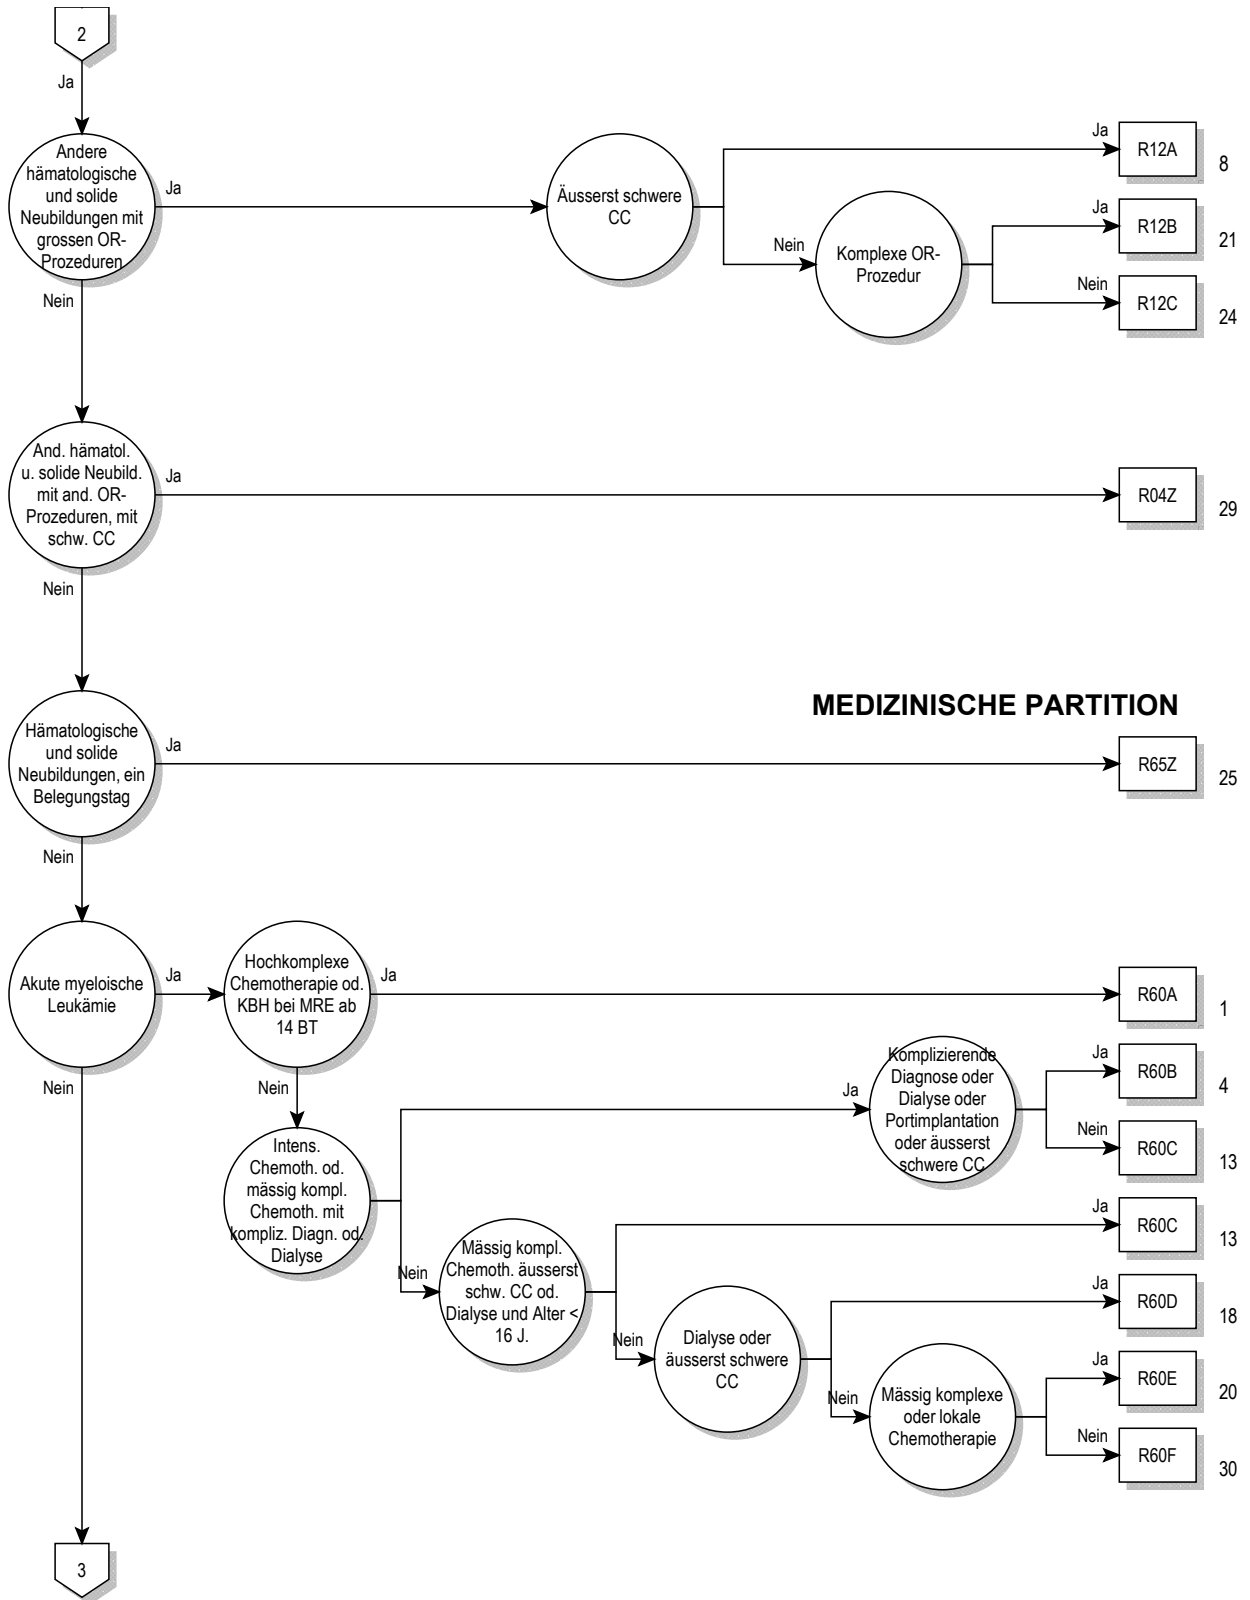 2
Ja
Andere
hämatologische
und solide
Neubildungen mit
grossen OR-
Prozeduren
Ja
Äusserst schwere
CC
Ja
R12A
8
Nein
Komplexe OR-
Prozedur
Ja
R12B
21
Nein
R12C
24
Nein
And. hämatol.
u. solide Neubild.
mit and. OR-
Prozeduren, mit
schw. CC
Ja
R04Z
29
Nein
MEDIZINISCHE PARTITION
Hämatologische
und solide
Neubildungen, ein
Belegungstag
Ja
R65Z
25
Nein
Akute myeloische
Leukämie
Ja
Hochkomplexe
Chemotherapie od.
KBH bei MRE ab
14 BT
Ja
R60A
1
Nein
Nein
Intens.
Chemoth. od.
mässig kompl.
Chemoth. mit
kompliz. Diagn. od.
Dialyse
Ja
Komplizierende
Diagnose oder
Dialyse oder
Portimplantation
oder äusserst
schwere CC
Ja
R60B
4
Nein
R60C
13
Nein
Mässig kompl.
Chemoth. äusserst
schw. CC od.
Dialyse und Alter <
16 J.
Ja
R60C
13
Nein
Dialyse oder
äusserst schwere
CC
Ja
R60D
18
Nein
Mässig komplexe
oder lokale
Chemotherapie
Ja
R60E
20
Nein
R60F
30
3